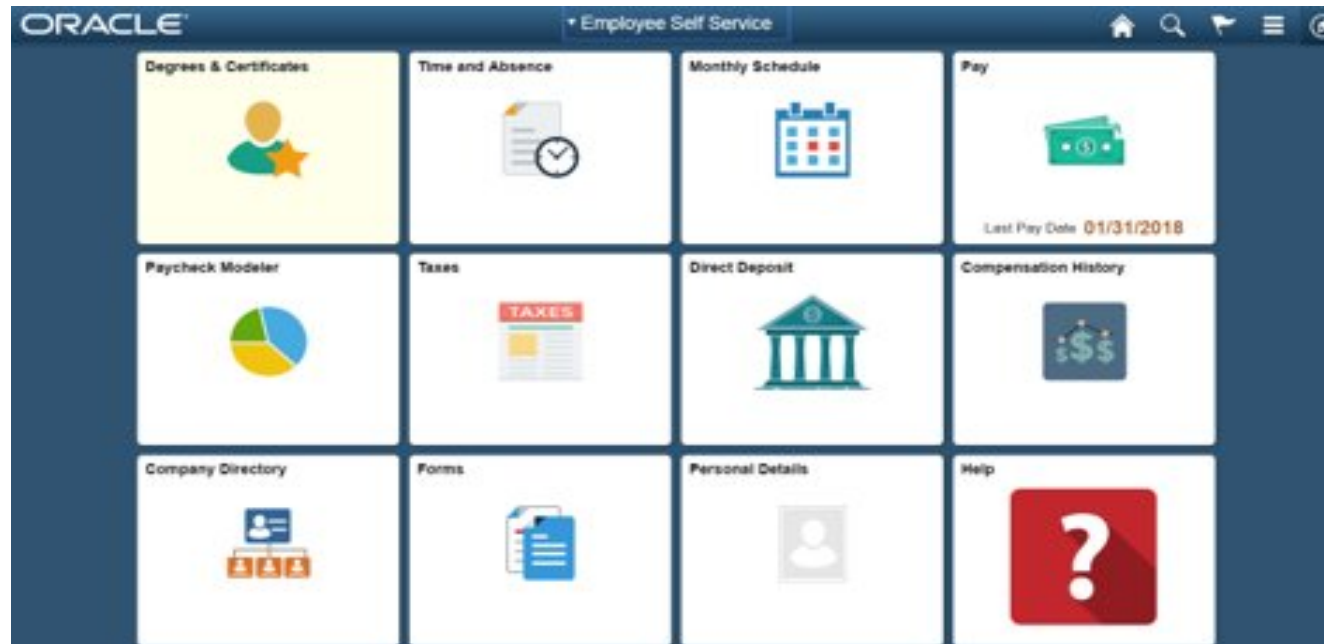 ORACLE
Employee Self Service
Degrees & Certificates
Time and Absence
Monthly Schedule
Pay
Last Pay Date 01/31/2018
Paycheck Modeler
Taxes
TAXES
Direct Deposit
Compensation History
$ $ $
Company Directory
Forms
Personal Details
Help
?